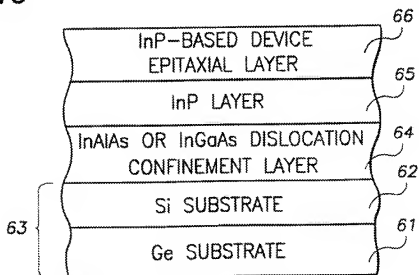 66
InP-BASED DEVICE
EPITAXIAL LAYER
65
InP LAYER
64
InAlAs OR InGaAs DISLOCATION
CONFINEMENT LAYER
62
Si SUBSTRATE
63
61
Ge SUBSTRATE